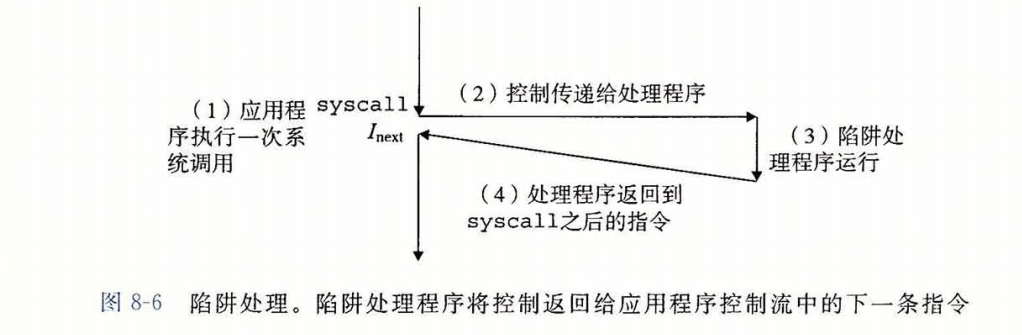 （1）应用程
序执行一次系
统调用
syscall
Inext
（2）控制传递给处理程序
（3）陷阱处
理程序运行
（4）处理程序返回到
syscall之后的指令
图 8-6 陷阱处理。陷阱处理程序将控制返回给应用程序控制流中的下一条指令